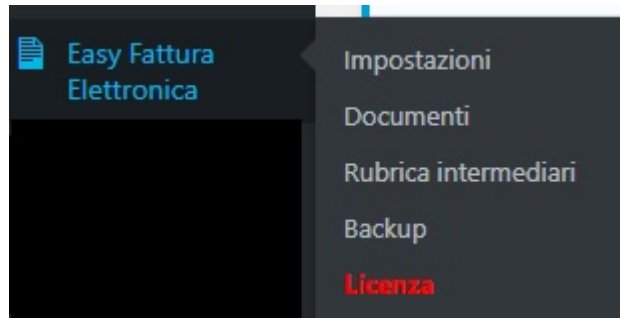 Easy Fattura
Elettronica
Impostazioni
Documenti
Rubrica intermediari
Backup
Licenza